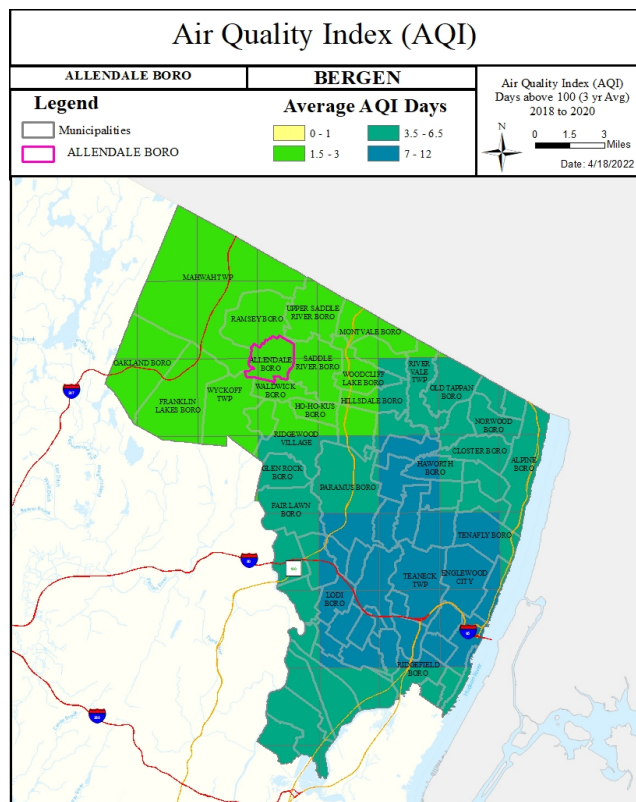 Air Quality Index (AQI)
ALLENDALE BORO
BERGEN
Legend
Municipalities
ALLENDALE BORO
Average AQI Days
0 - 1
1.5 - 3
3.5 - 6.5
7 - 12
Air Quality Index (AQI)
Days above 100 (3 yr Avg)
2018 to 2020
N
0 1.5 3
Miles
Date: 4/18/2022
MAHWAH TWP
RAMSEY BORO
UPPER SADDLE
RIVER BORO
MONTVALE BORO
OAKLAND BORO
ALLENDALE
BORO
SADDLE
RIVER BORO
WOODCLIFF
LAKE BORO
RIVER
VALE
TWP
OLD TAPPAN
BORO
FRANKLIN
LAKES BORO
WYCKOFF
TWP
WALDWICK
BORO
HO-HO-KUS
BORO
HILLSDALE BORO
NORWOOD
BORO
RIDGEWOOD
VILLAGE
CLOSTER BORO
ALPINE
BORO
GLEN ROCK
BORO
PARAMUS BORO
HAWORTH
BORO
FAIR LAWN
BORO
TENAFLY BORO
TEANECK
TWP
ENGLEWOOD
CITY
LODI
BORO
RIDGEFIELD
BORO